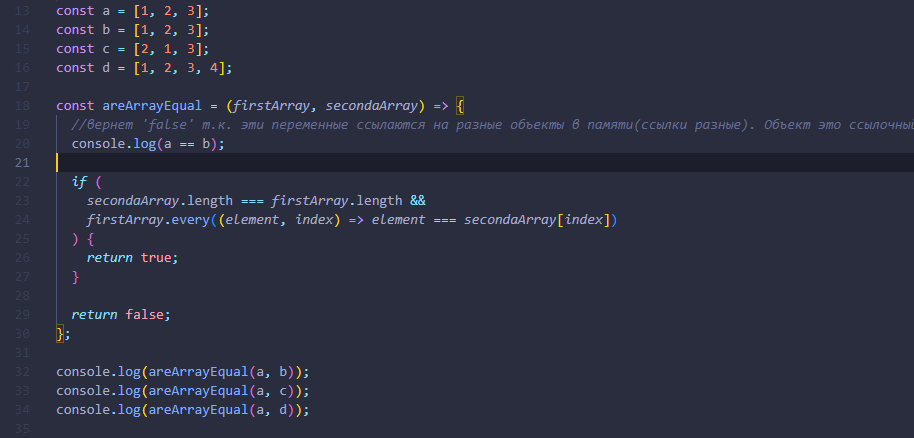 13 const a = [1, 2, 3];
14 const b = [1, 2, 3];
15 const c = [2, 1, 3];
16 const d = [1, 2, 3, 4];
17
18 const areArrayEqual = (firstArray, secondaArray) => {
19 //вернет 'false' т.к. эти переменные ссылаются на разные объекты в памяти(ссылки разные). Объект это ссылочный
20 console.log(a == b);
21
22 if (
23 secondaArray.length === firstArray.length &&
24 firstArray.every((element, index) => element === secondaArray[index])
25 ) {
26 return true;
27 }
28
29 return false;
30 };
31
32 console.log(areArrayEqual(a, b));
33 console.log(areArrayEqual(a, c));
34 console.log(areArrayEqual(a, d));
35